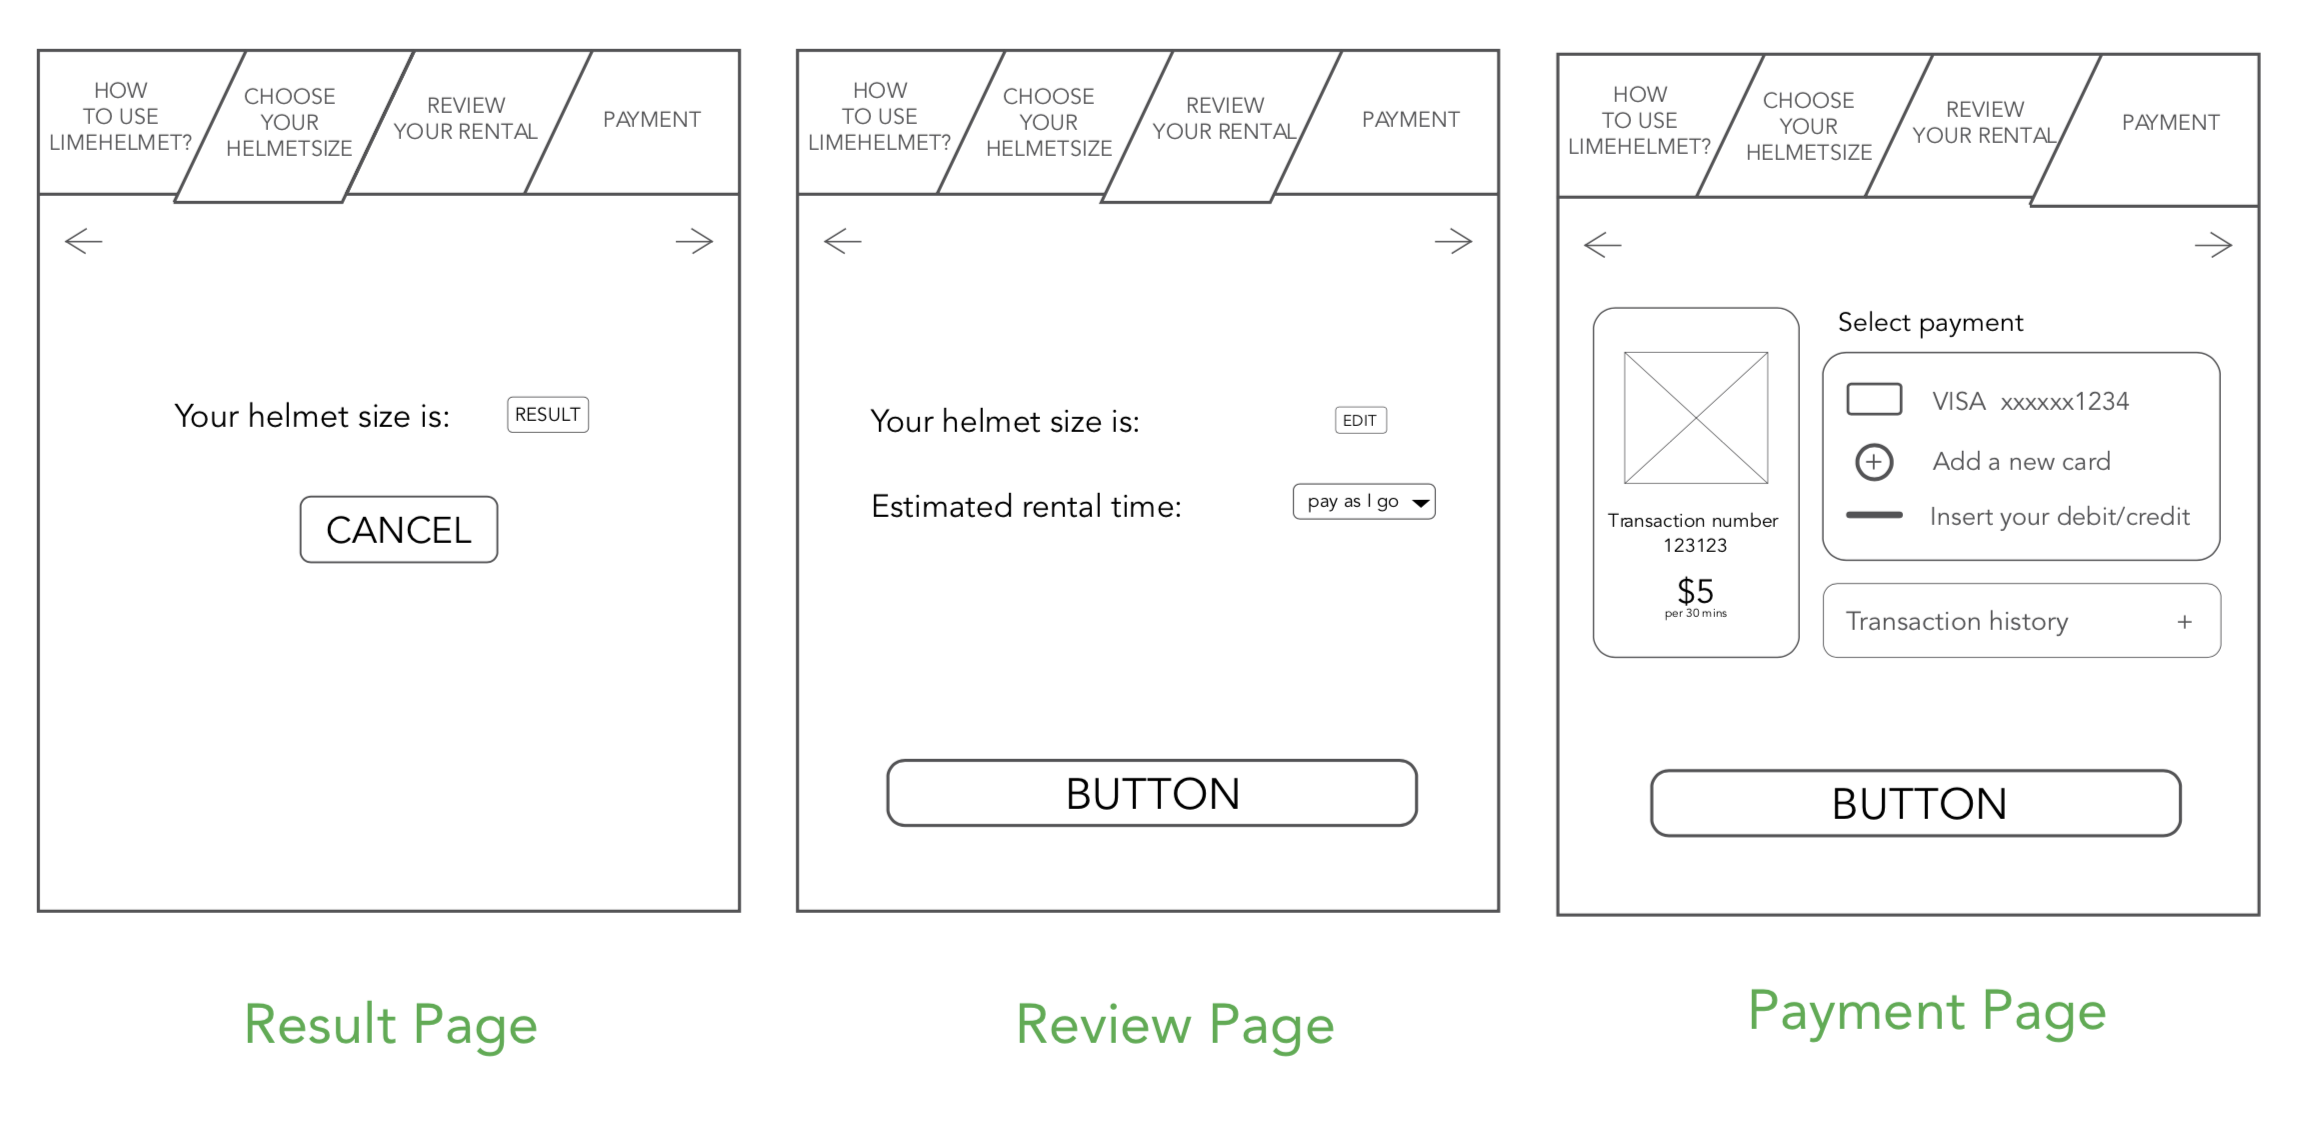 HOW
TO USE
LIMEHELMET?
CHOOSE
YOUR
HELMETSIZE
REVIEW
YOUR RENTAL
PAYMENT
Your helmet size is:
RESULT
CANCEL
Result Page
HOW
TO USE
LIMEHELMET?
CHOOSE
YOUR
HELMETSIZE
REVIEW
YOUR RENTAL
PAYMENT
Your helmet size is:
EDIT
Estimated rental time:
pay as I go
BUTTON
Review Page
HOW
TO USE
LIMEHELMET?
CHOOSE
YOUR
HELMETSIZE
REVIEW
YOUR RENTAL
PAYMENT
Transaction number
123123
$5
per 30 mins
Select payment
VISA xxxxxx1234
Add a new card
Insert your debit/credit
Transaction history +
BUTTON
Payment Page